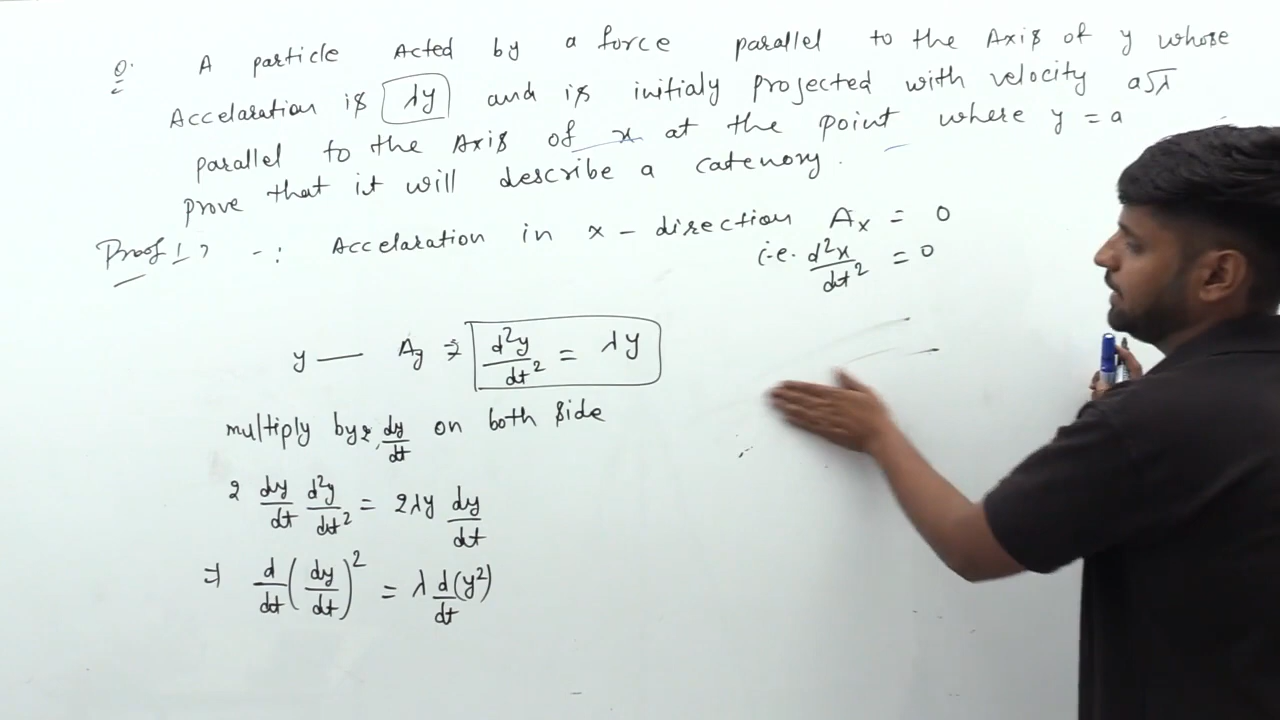 Q. A particle Acted by a force parallel to the Axis of y whose
Accelaration is λy and is initialy projected with velocity a√λ
parallel to the Axis of x at the point where y = a
prove that it will describe a catenory.
Proof :- ∵ Accelaration in x - direction Ax = 0
i.e. d²x/dt² = 0
y — Ay ⇒ d²y/dt² = λy
multiply by 2, dy/dt on both side
2 dy/dt d²y/dt² = 2λy dy/dt
⇒ d/dt (dy/dt)² = λ d/dt (y²)